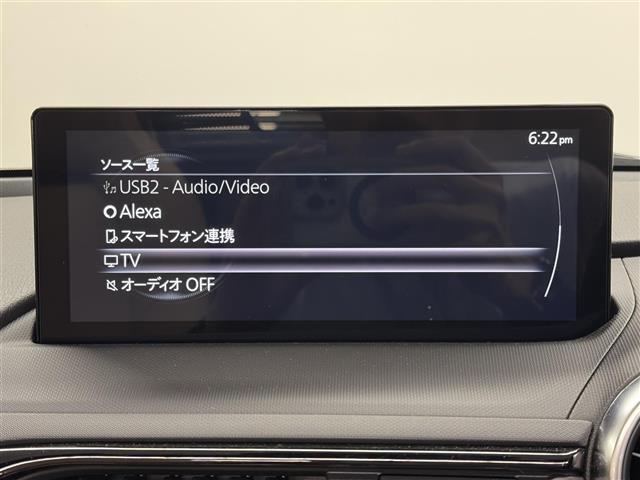 6:22pm
ソース一覧
USB2 - Audio/Video
Alexa
スマートフォン連携
TV
オーディオ OFF